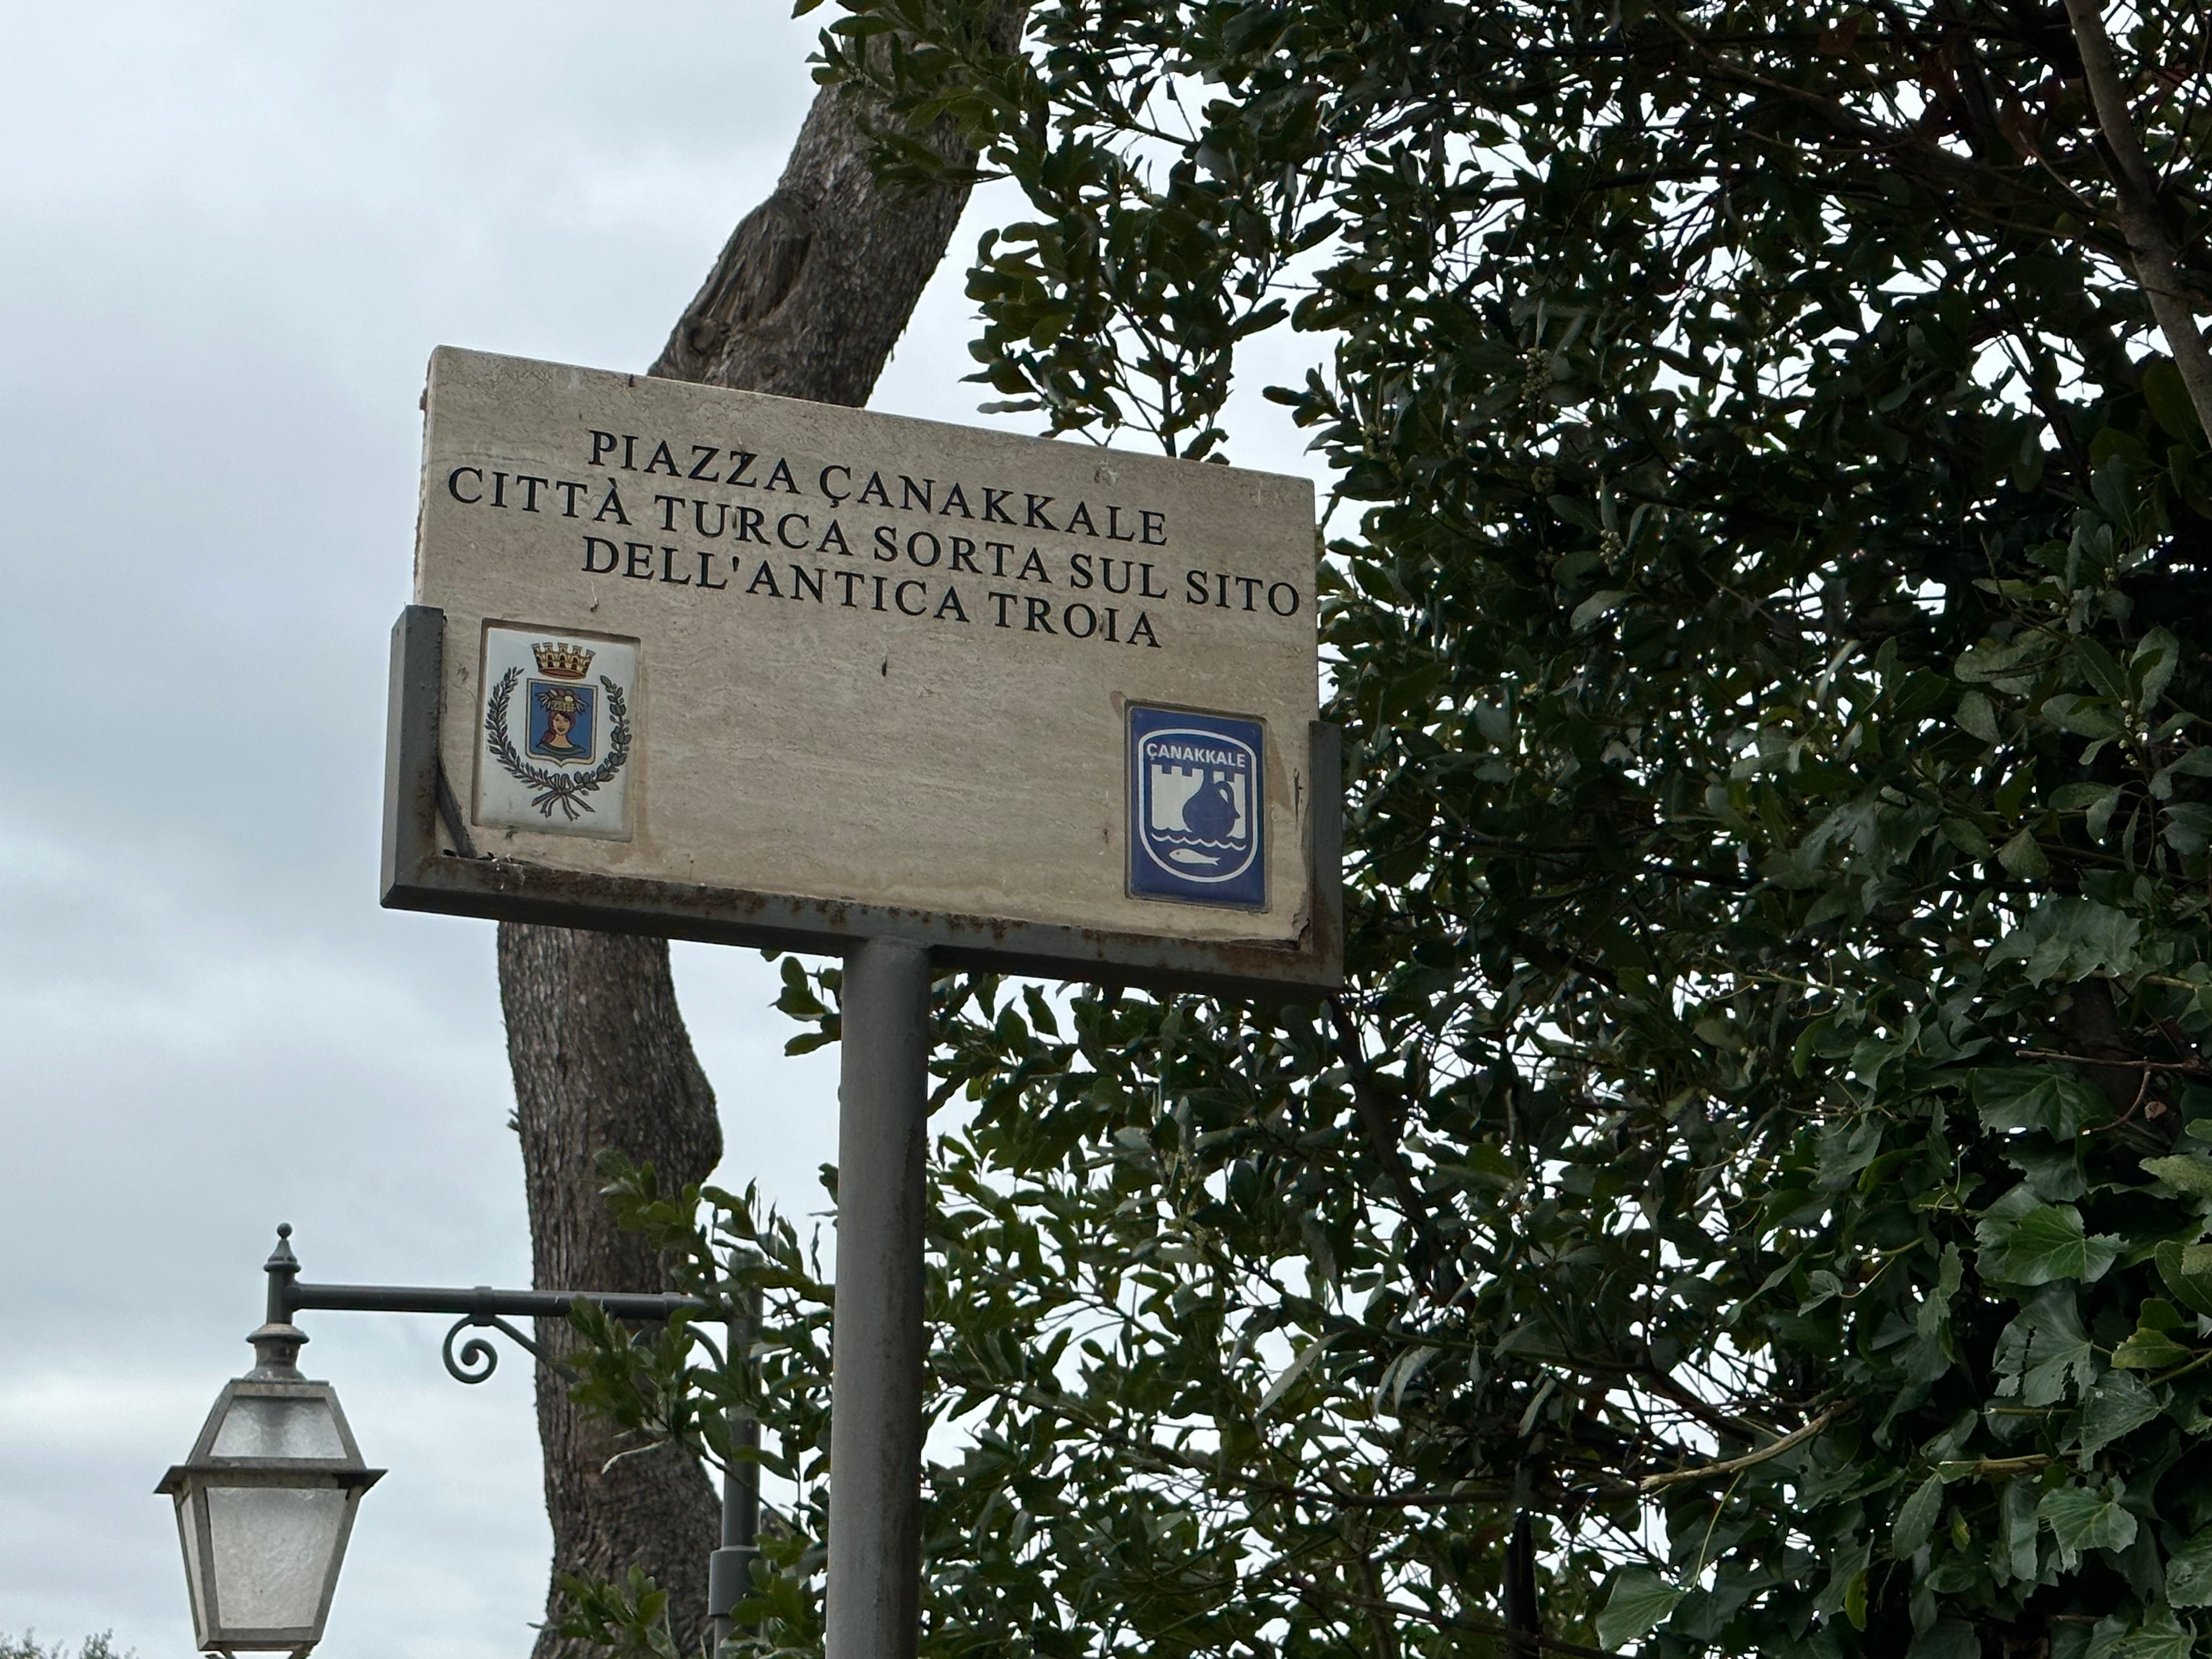 PIAZZA ÇANAKKALE
CITTÀ TURCA SORTA SUL SITO
DELL'ANTICA TROIA
ÇANAKKALE